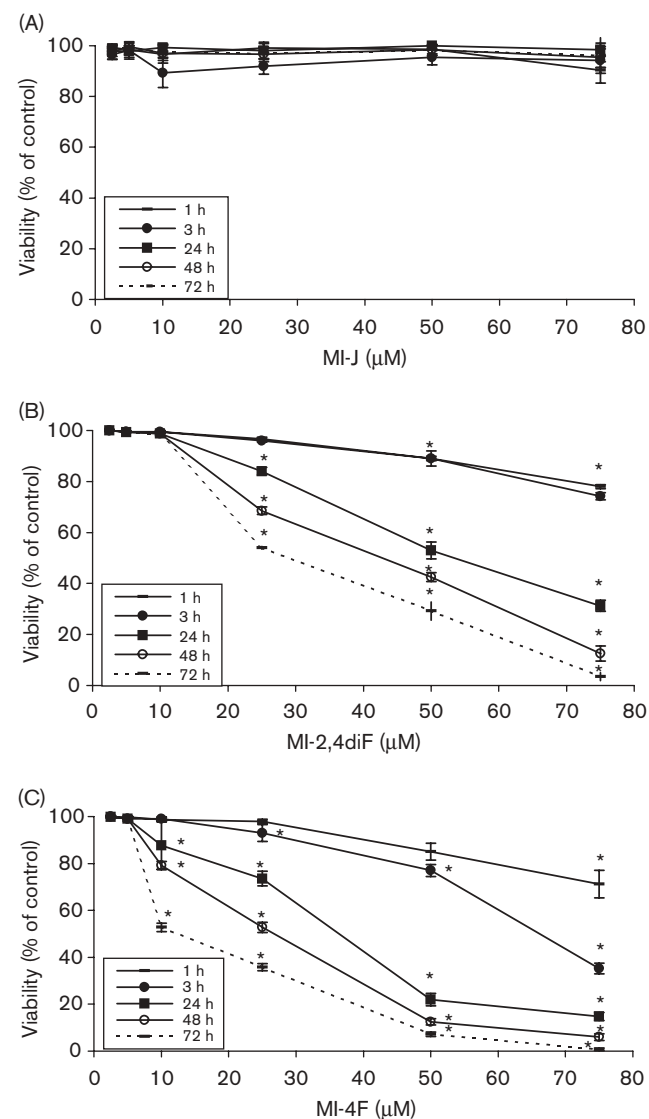 (A)
100
80
60
40
20
0
Viability (% of control)
1 h
3 h
24 h
48 h
72 h
0 10 20 30 40 50 60 70 80
MI-J (μM)
(B)
100
80
60
40
20
0
Viability (% of control)
* * *
* *
*
* *
* *
* *
1 h
3 h
24 h
48 h
72 h
0 10 20 30 40 50 60 70 80
MI-2,4diF (μM)
(C)
100
80
60
40
20
0
Viability (% of control)
1 h
3 h
24 h
48 h
72 h
0 10 20 30 40 50 60 70 80
MI-4F (μM)